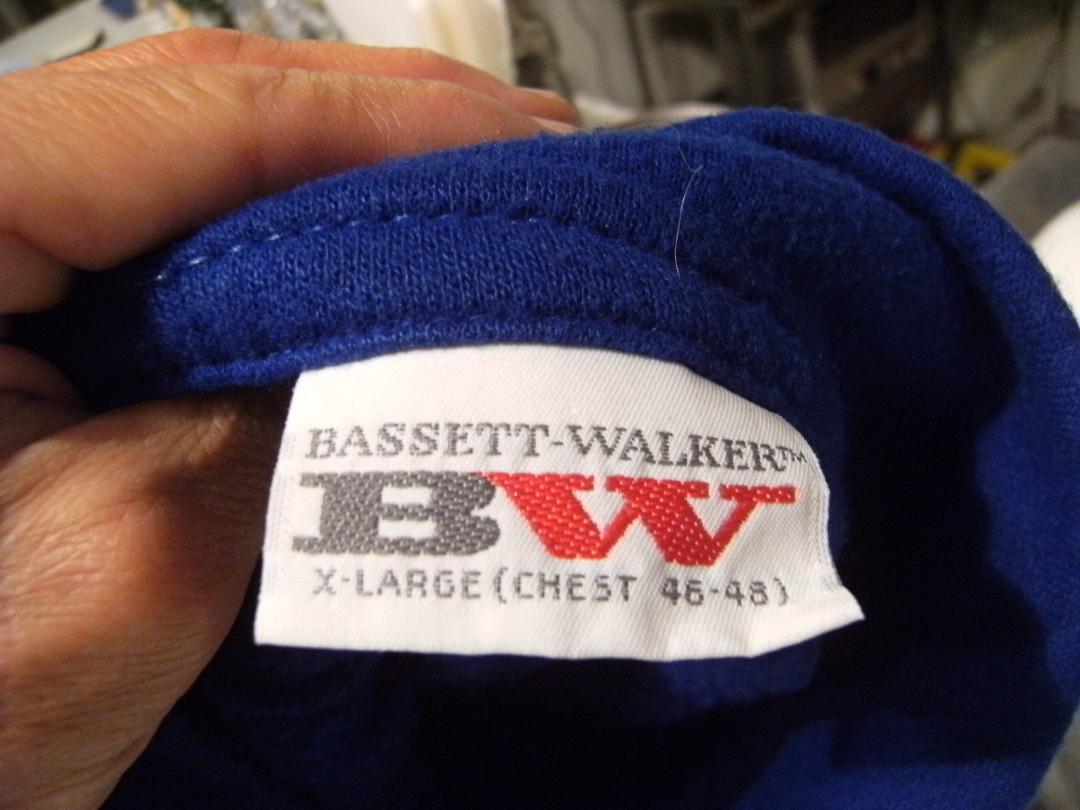 BASSETT-WALKER™
BW
X-LARGE (CHEST 46-48)